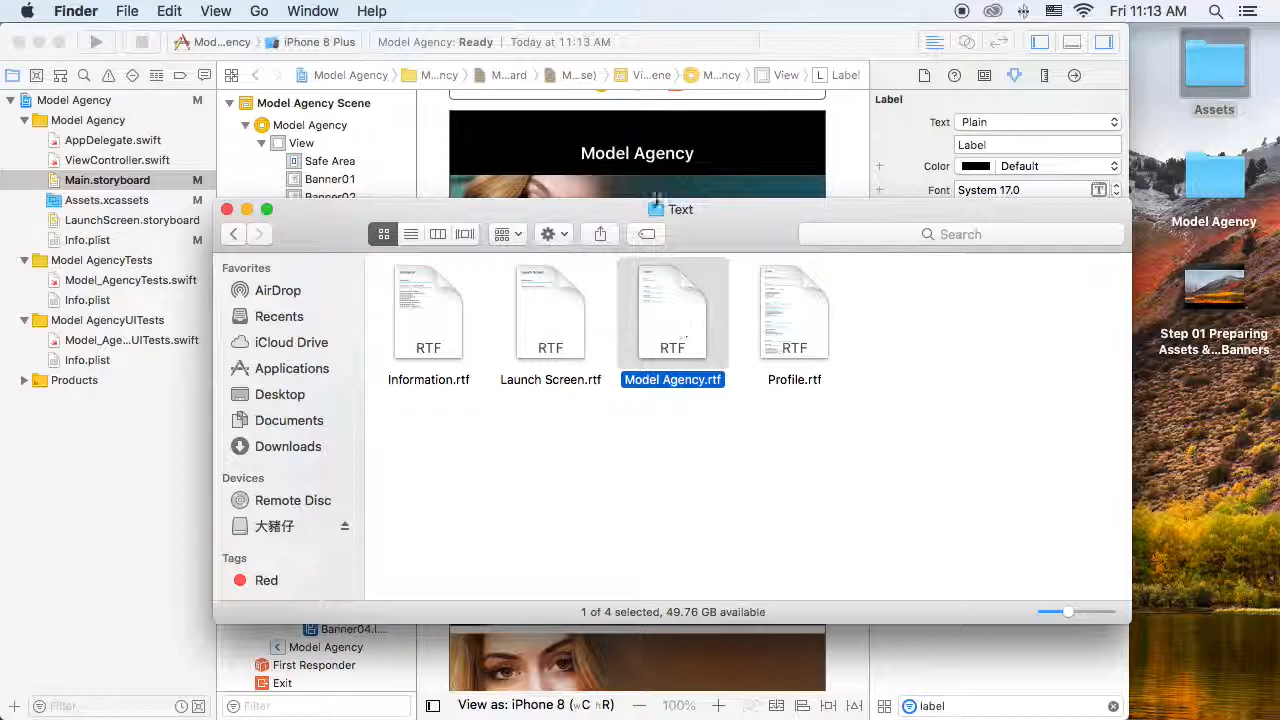 Finder File Edit View Go Window Help Fri 11:13 AM
Mod...ency iPhone 8 Plus Model Agency: Ready Today at 11:13 AM
Model Agency M...ncy M...ard M...se) Vi...ene M...ncy View L Label
Model Agency M
Model Agency
AppDelegate.swift
ViewController.swift M
Main.storyboard M
Assets.xcassets M
LaunchScreen.storyboard
Info.plist M
Model AgencyTests
Model_AgencyTests.swift
Info.plist
Model AgencyUITests
Model_Age...UITests.swift
Info.plist
Products
Filter
Model Agency Scene
Model Agency
View
Safe Area
Banner01
Banner02
Model Agency
Label
Text Plain
Label
Color Default
Font System 17.0
Text
Search
Favorites
AirDrop
Recents
iCloud Drive
Applications
Desktop
Documents
Downloads
Devices
Remote Disc
大豬仔
Tags
Red
RTF RTF RTF RTF
Information.rtf Launch Screen.rtf Model Agency.rtf Profile.rtf
1 of 4 selected, 49.76 GB available
Banner04.l...
Model Agency
First Responder
Exit
Filter
View as: iPhone 8 (wC hR) 100%
label
Assets
Model Agency
Step 01 Preparing
Assets &...Banners